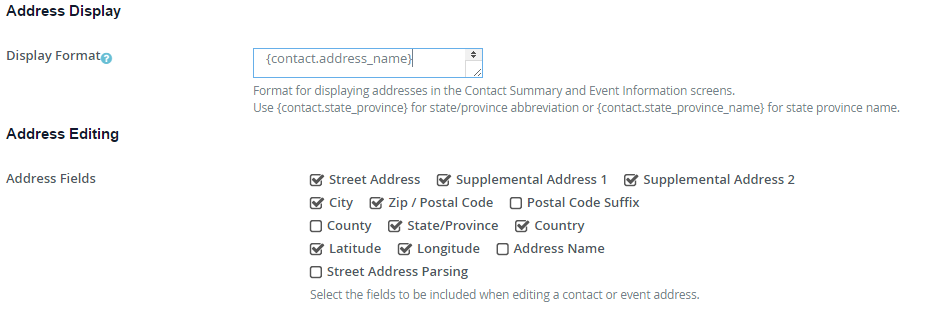 Address Display
Display Format?
{contact.address_name}
Format for displaying addresses in the Contact Summary and Event Information screens.
Use {contact.state_province} for state/province abbreviation or {contact.state_province_name} for state province name.
Address Editing
Address Fields
Street Address Supplemental Address 1 Supplemental Address 2
City Zip / Postal Code Postal Code Suffix
County State/Province Country
Latitude Longitude Address Name
Street Address Parsing
Select the fields to be included when editing a contact or event address.